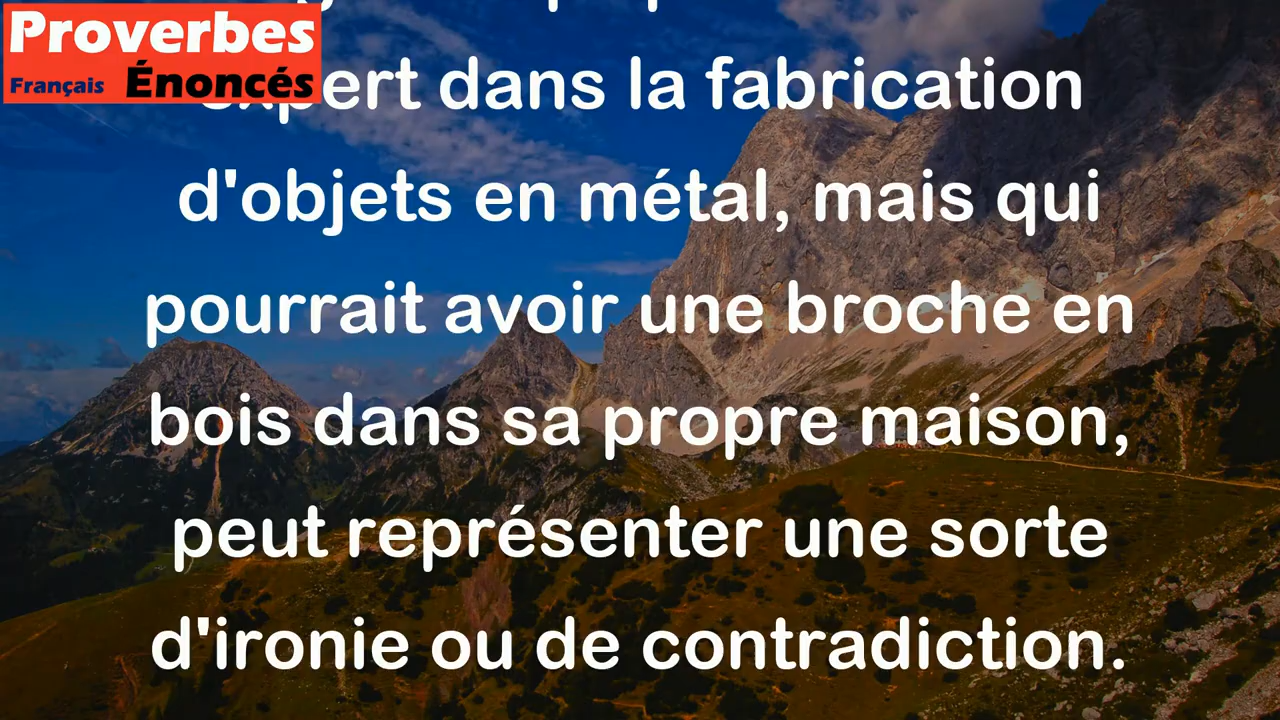 Proverbes
Français Énoncés
expert dans la fabrication
d'objets en métal, mais qui
pourrait avoir une broche en
bois dans sa propre maison,
peut représenter une sorte
d'ironie ou de contradiction.